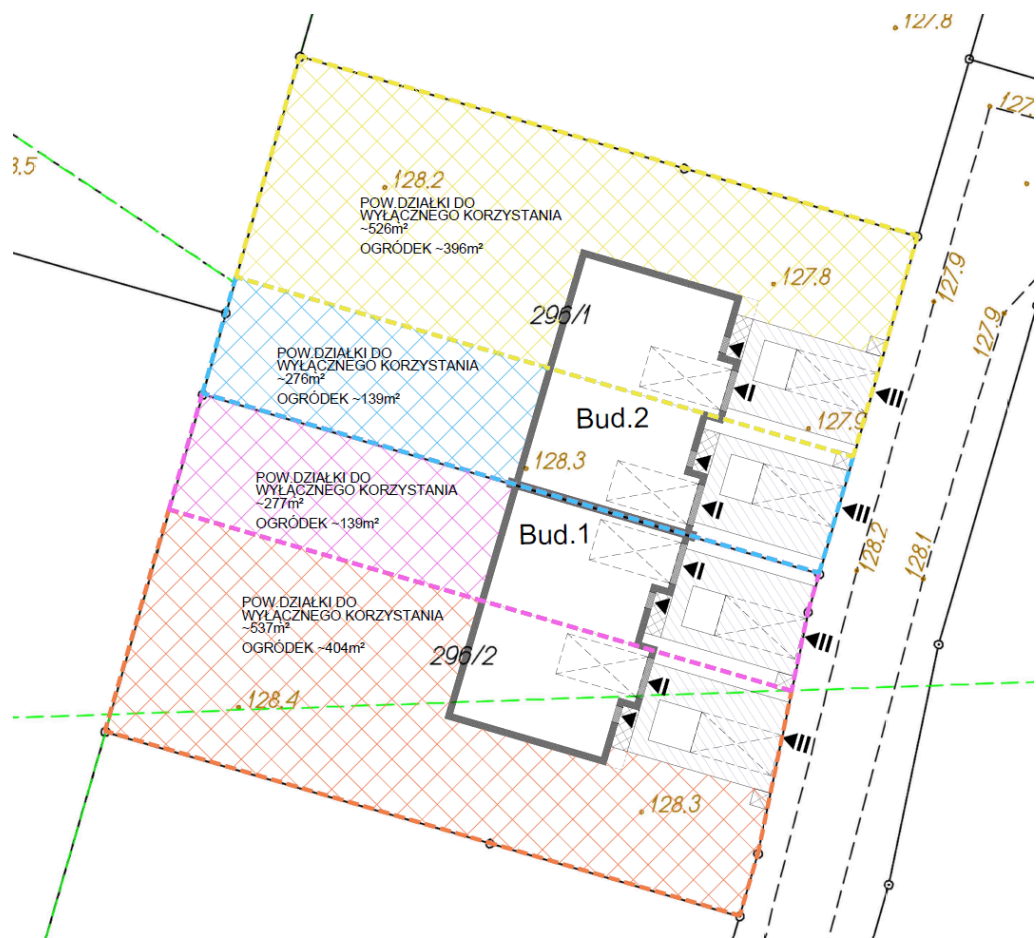 127.8
127.
3.5
128.2
POW.DZIAŁKI DO
WYŁĄCZNEGO KORZYSTANIA
~526m²
OGRÓDEK ~396m²
127.8
127.9
127.9
296/1
POW.DZIAŁKI DO
WYŁĄCZNEGO KORZYSTANIA
~276m²
OGRÓDEK ~139m²
Bud.2
127.9
128.3
POW.DZIAŁKI DO
WYŁĄCZNEGO KORZYSTANIA
~277m²
OGRÓDEK ~139m²
Bud.1
128.2
128.1
POW.DZIAŁKI DO
WYŁĄCZNEGO KORZYSTANIA
~537m²
OGRÓDEK ~404m²
296/2
128.4
128.3